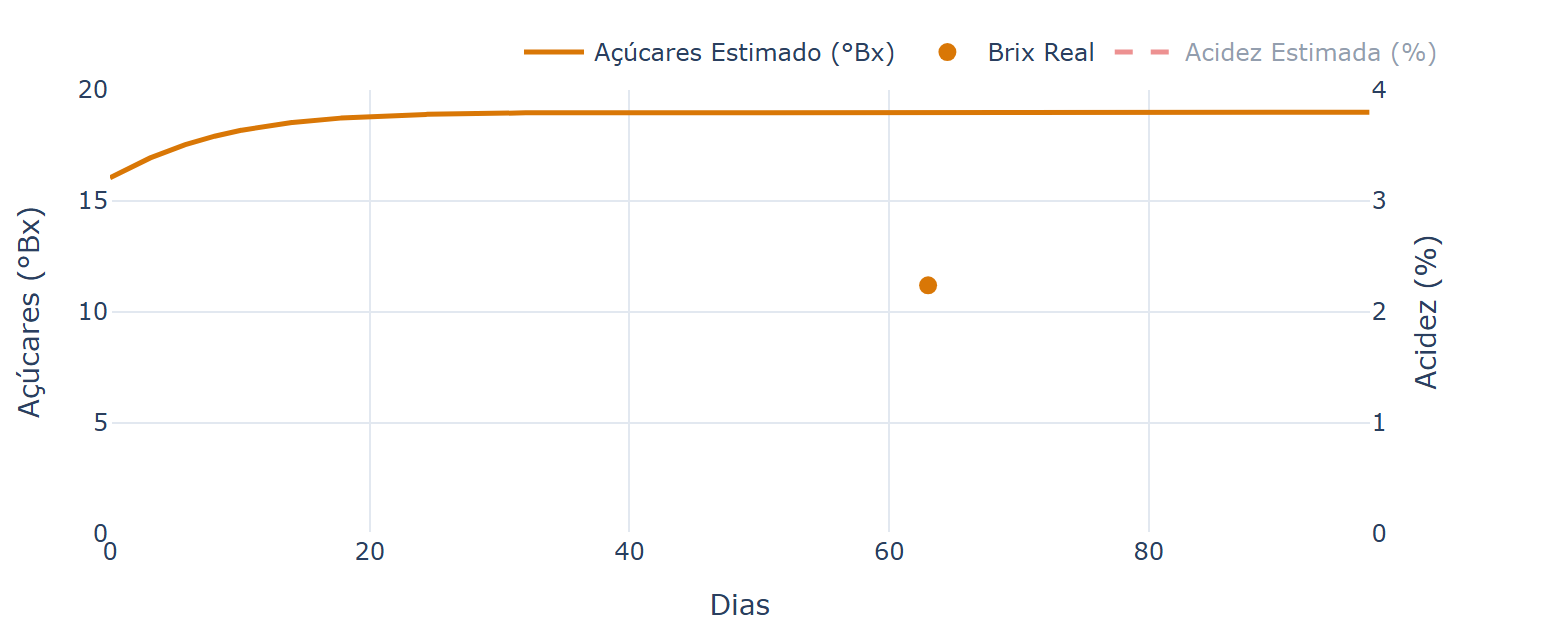 Açúcares Estimado (°Bx) Brix Real Acidez Estimada (%)
20 4
15 3
10 2
5 1
0 0
Açúcares (°Bx)
Acidez (%)
0 20 40 60 80
Dias